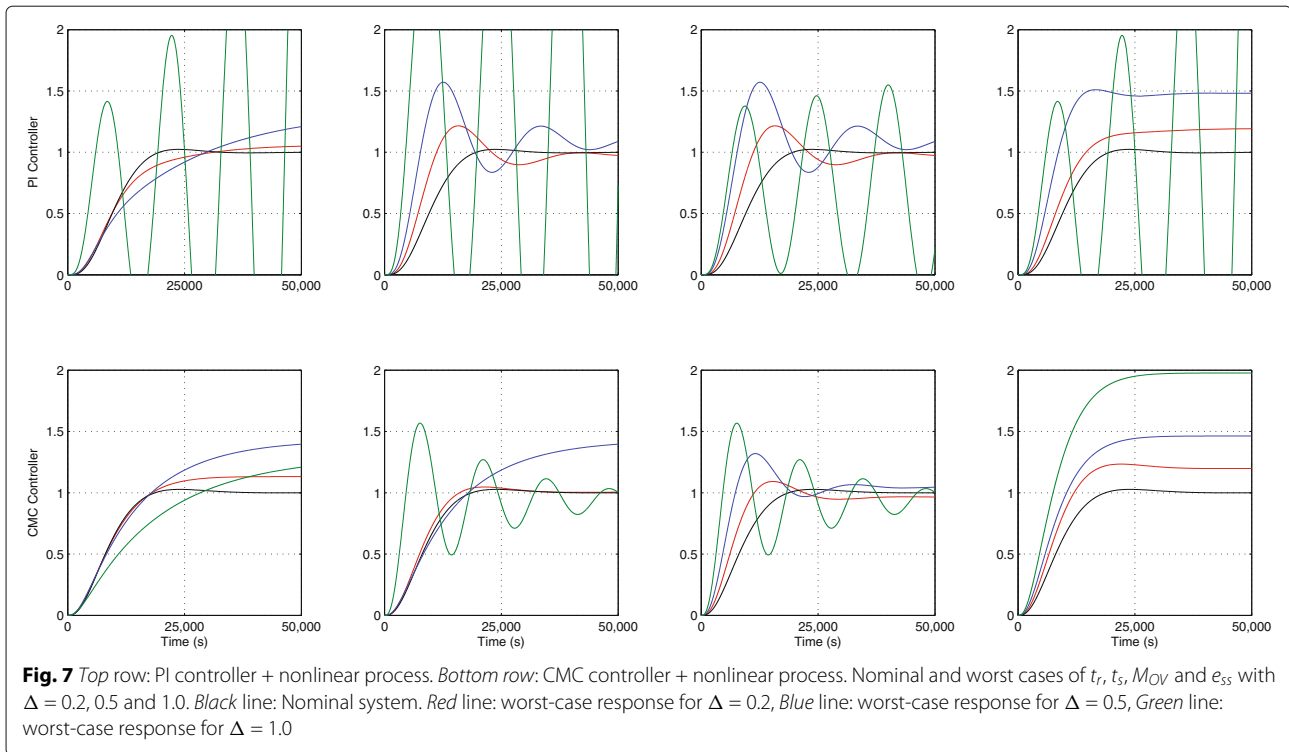 2
1.5
1
0.5
0
PI Controller
0 25000 50,000
2
1.5
1
0.5
0
0 25,000 50,000
2
1.5
1
0.5
0
0 25,000 50,000
2
1.5
1
0.5
0
0 25,000 50,000
2
1.5
1
0.5
0
CMC Controller
0 25,000 50,000
Time (s)
2
1.5
1
0.5
0
0 25,000 50,000
Time (s)
2
1.5
1
0.5
0
0 25,000 50,000
Time (s)
2
1.5
1
0.5
0
0 25,000 50,000
Time (s)
Fig. 7 Top row: PI controller + nonlinear process. Bottom row: CMC controller + nonlinear process. Nominal and worst cases of tr, ts, MOV and ess with
Δ = 0.2, 0.5 and 1.0. Black line: Nominal system. Red line: worst-case response for Δ = 0.2, Blue line: worst-case response for Δ = 0.5, Green line:
worst-case response for Δ = 1.0